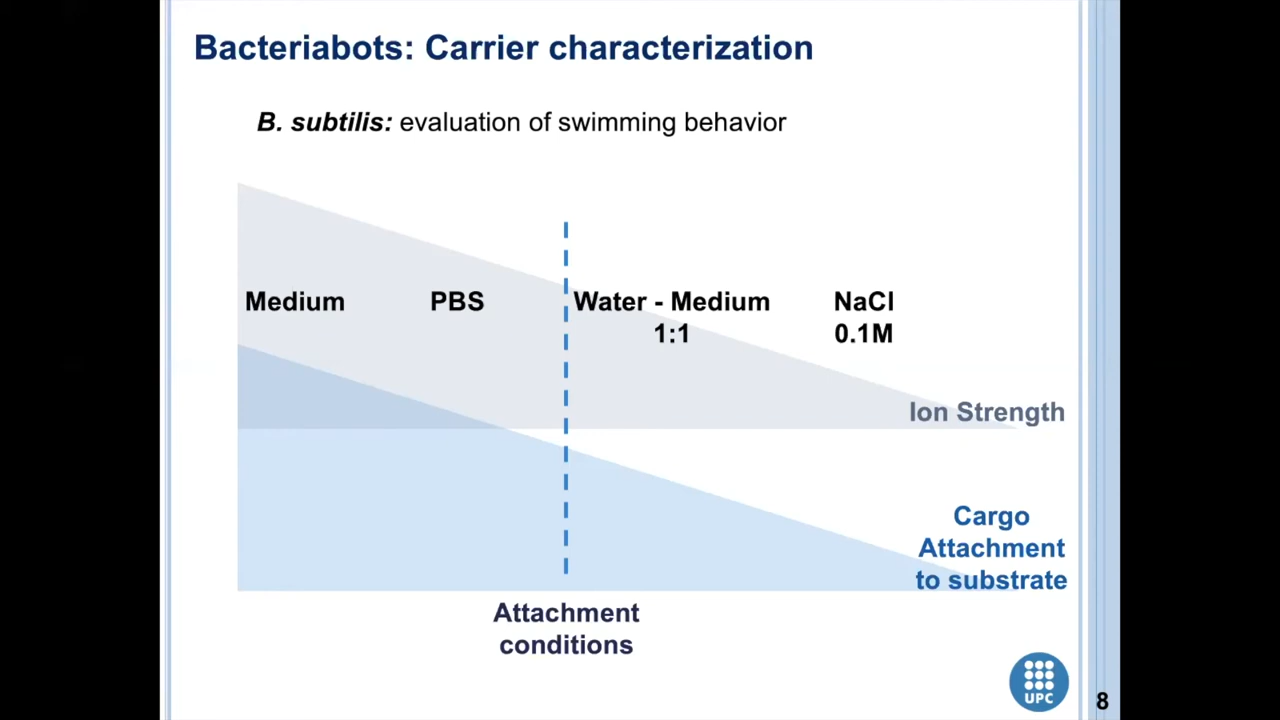 Bacteriabots: Carrier characterization
B. subtilis: evaluation of swimming behavior
Medium
PBS
Water - Medium
1:1
NaCl
0.1M
Ion Strength
Cargo
Attachment
to substrate
Attachment
conditions
UPC
8